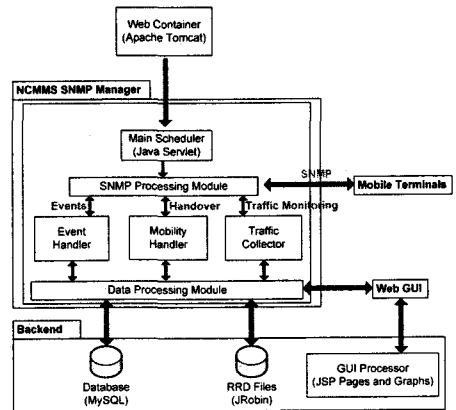 Web Container
(Apache Tomcat)
NCMMS SNMP Manager
Main Scheduler
(Java Servlet)
SNMP
SNMP Processing Module
Mobile Terminals
Events
Handover
Traffic Monitoring
Event
Handler
Mobility
Handler
Traffic
Collector
Data Processing Module
Web GUI
Backend
Database
(MySQL)
RRD Files
(JRobin)
GUI Processor
(JSP Pages and Graphs)